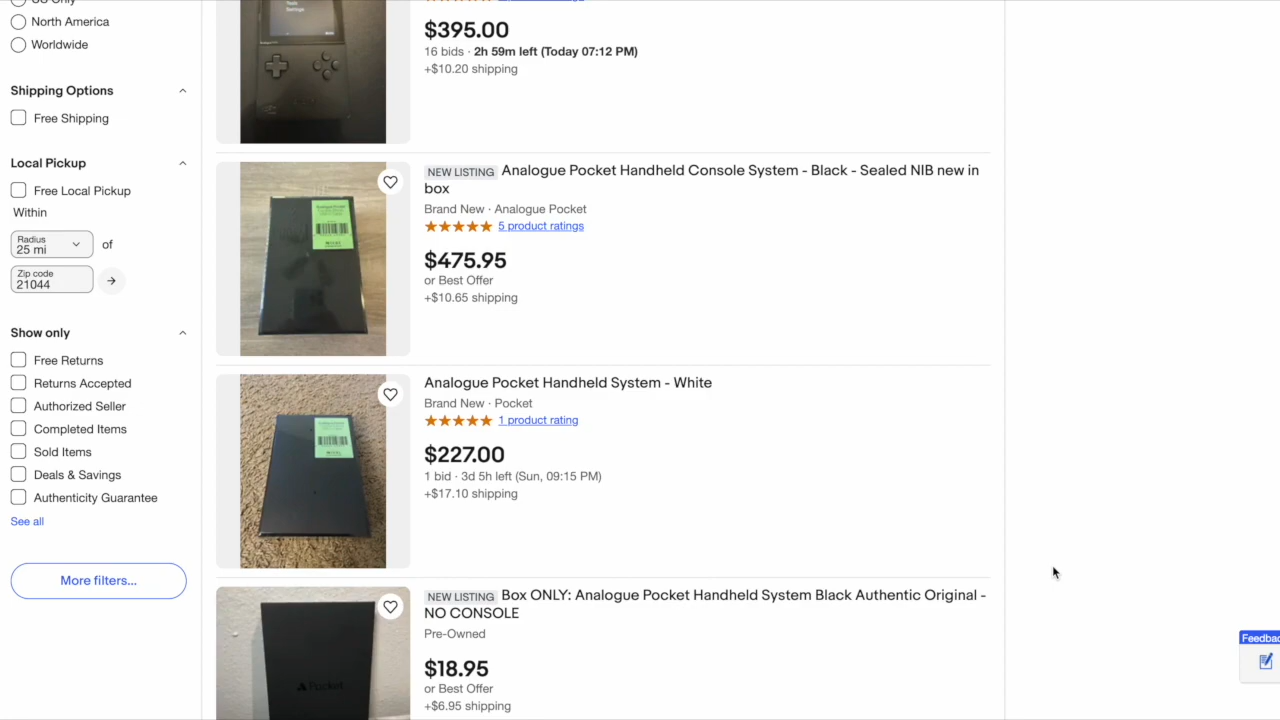 North America
Worldwide
Shipping Options
Free Shipping
Local Pickup
Free Local Pickup
Within
Radius
25 mi
of
Zip code
21044
Show only
Free Returns
Returns Accepted
Authorized Seller
Completed Items
Sold Items
Deals & Savings
Authenticity Guarantee
See all
More filters...
$395.00
16 bids · 2h 59m left (Today 07:12 PM)
+$10.20 shipping
NEW LISTING Analogue Pocket Handheld Console System - Black - Sealed NIB new in
box
Brand New · Analogue Pocket
5 product ratings
$475.95
or Best Offer
+$10.65 shipping
Analogue Pocket Handheld System - White
Brand New · Pocket
1 product rating
$227.00
1 bid · 3d 5h left (Sun, 09:15 PM)
+$17.10 shipping
Pocket
NEW LISTING Box ONLY: Analogue Pocket Handheld System Black Authentic Original -
NO CONSOLE
Pre-Owned
$18.95
or Best Offer
+$6.95 shipping
Feedbac